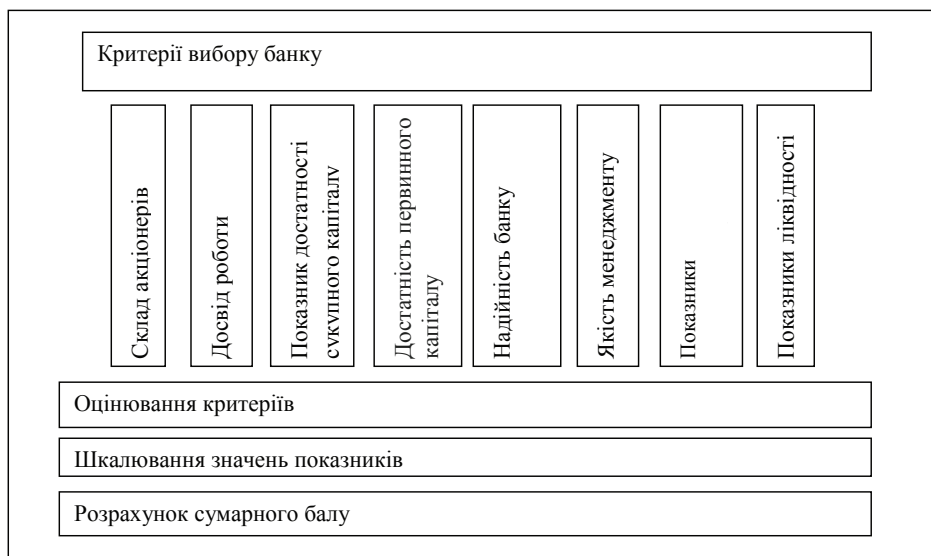 Критерії вибору банку
Склад акціонерів
Досвід роботи
Показник достатності
сукупного капіталу
Достатність первинного
капіталу
Надійність банку
Якість менеджменту
Показники
Показники ліквідності
Оцінювання критеріїв
Шкалювання значень показників
Розрахунок сумарного балу